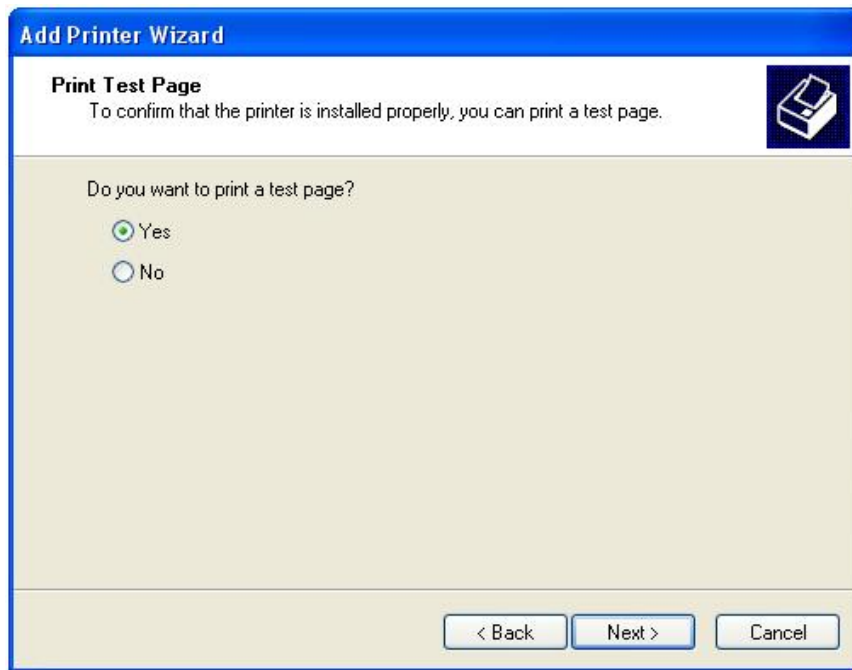 Add Printer Wizard
Print Test Page
To confirm that the printer is installed properly, you can print a test page.
Do you want to print a test page?
Yes
No
< Back Next > Cancel